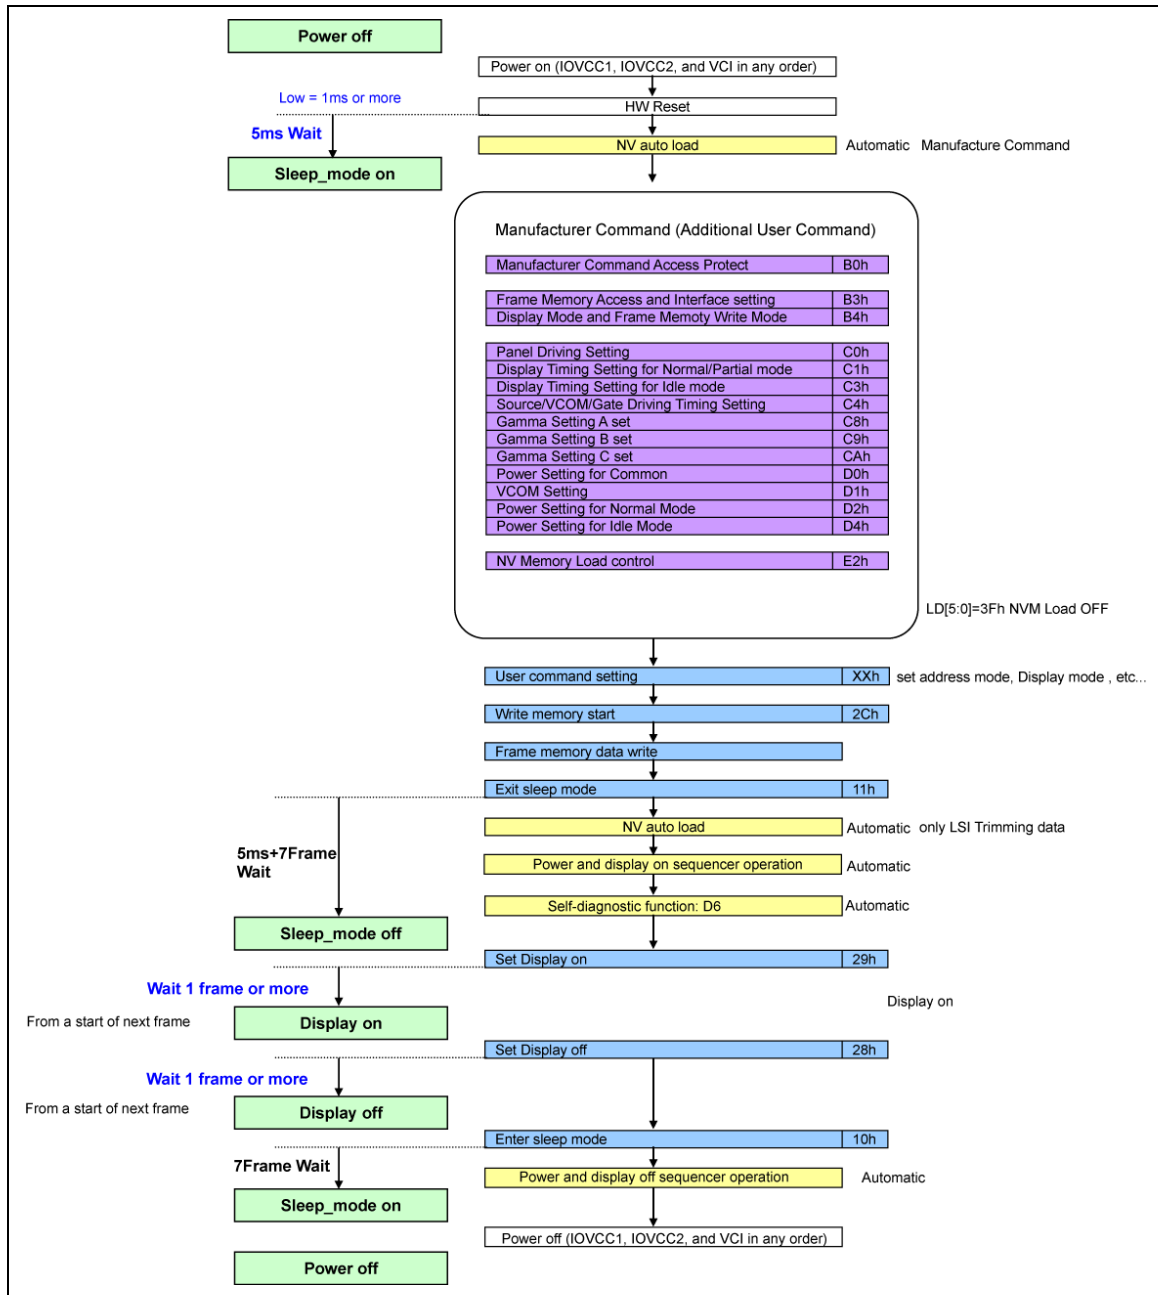 Power off
Power on (IOVCC1, IOVCC2, and VCI in any order)
Low = 1ms or more
HW Reset
5ms Wait
NV auto load
Automatic Manufacture Command
Sleep_mode on
Manufacturer Command (Additional User Command)
Manufacturer Command Access Protect B0h
Frame Memory Access and Interface setting B3h
Display Mode and Frame Memoty Write Mode B4h
Panel Driving Setting C0h
Display Timing Setting for Normal/Partial mode C1h
Display Timing Setting for Idle mode C3h
Source/VCOM/Gate Driving Timing Setting C4h
Gamma Setting A set C8h
Gamma Setting B set C9h
Gamma Setting C set CAh
Power Setting for Common D0h
VCOM Setting D1h
Power Setting for Normal Mode D2h
Power Setting for Idle Mode D4h
NV Memory Load control E2h
LD[5:0]=3Fh NVM Load OFF
User command setting XXh set address mode, Display mode , etc...
Write memory start 2Ch
Frame memory data write
Exit sleep mode 11h
NV auto load Automatic only LSI Trimming data
5ms+7Frame
Wait
Power and display on sequencer operation Automatic
Self-diagnostic function: D6 Automatic
Sleep_mode off
Set Display on 29h
Wait 1 frame or more
Display on
From a start of next frame
Display on
Set Display off 28h
Wait 1 frame or more
From a start of next frame
Display off
Enter sleep mode 10h
7Frame Wait
Power and display off sequencer operation Automatic
Sleep_mode on
Power off (IOVCC1, IOVCC2, and VCI in any order)
Power off